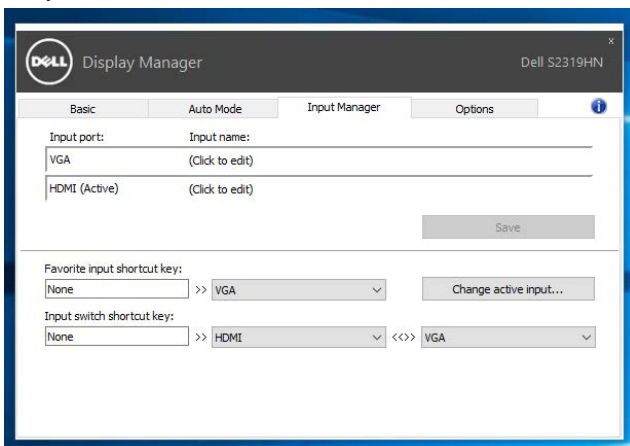 DELL Display Manager Dell S2319HN
Basic Auto Mode Input Manager Options
Input port: Input name:
VGA (Click to edit)
HDMI (Active) (Click to edit)
Save
Favorite input shortcut key:
None >> VGA Change active input...
Input switch shortcut key:
None >> HDMI <<>> VGA